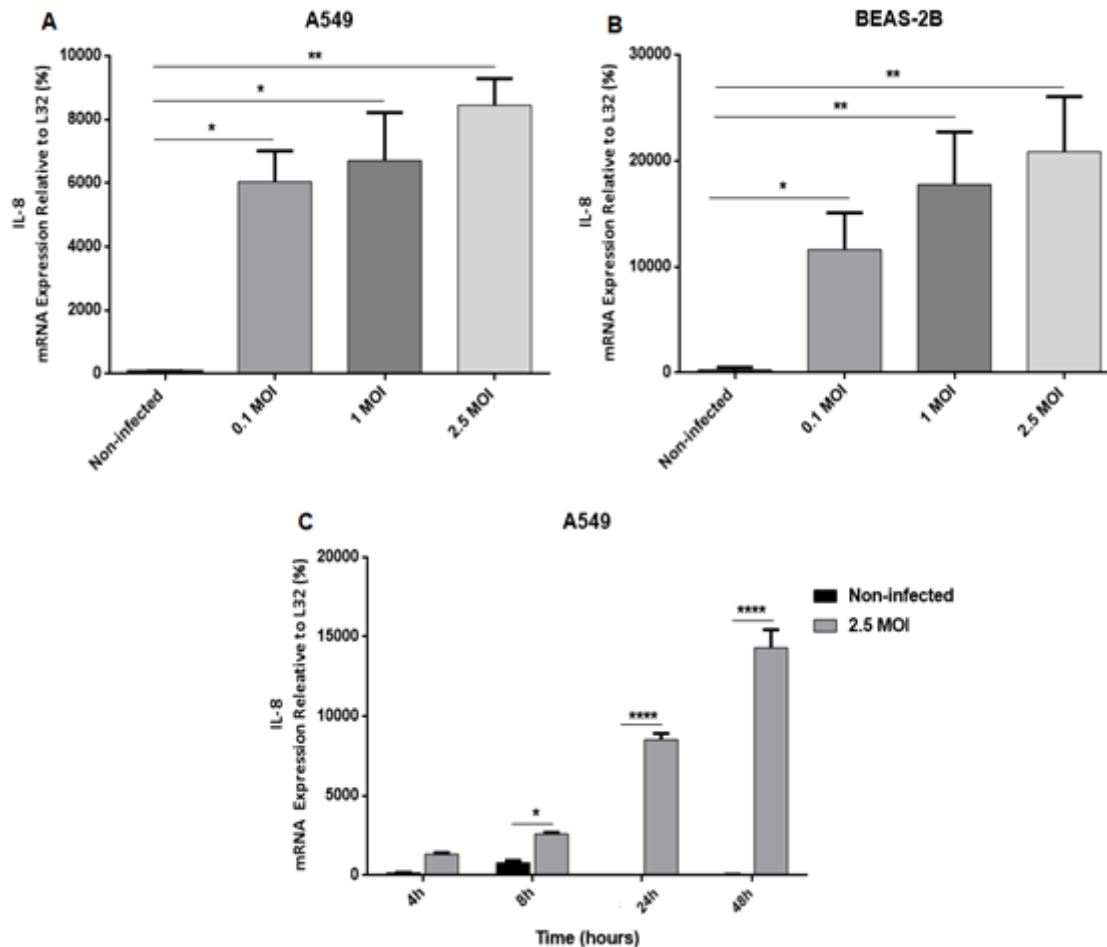 A
A549
IL-8
mRNA Expression Relative to L32 (%)
10000
8000
6000
4000
2000
0
*
*
**
Non-infected
0.1 MOI
1 MOI
2.5 MOI
B
BEAS-2B
IL-8
mRNA Expression Relative to L32 (%)
30000
20000
10000
0
*
**
**
Non-infected
0.1 MOI
1 MOI
2.5 MOI
C
A549
IL-8
mRNA Expression Releative to L32 (%)
20000
15000
10000
5000
0
*
****
****
4h
8h
24h
48h
Time (hours)
Non-infected
2.5 MOI